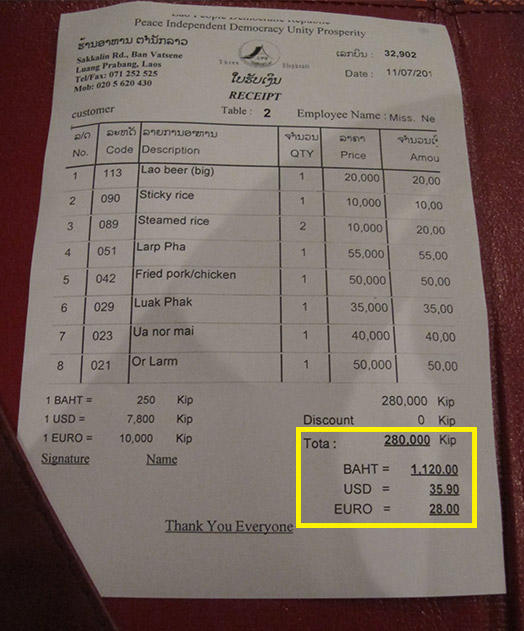 Lao People Democratic Republic
Peace Independent Democracy Unity Prosperity
ຮ້ານອາຫານ ຕຳນັກລາວ
Sakkalin Rd., Ban Vatsene
Luang Prabang, Laos
Tel/Fax: 071 252 525
Mob: 020 5 620 430
Three Elephants
ເລກບິນ : 32,902
Date : 11/07/201
ໃບຮັບເງິນ
RECEIPT
customer Table : 2 Employee Name : Miss. Ne
ລ/ດ ລະຫັດ ລາຍການອາຫານ ຈຳນວນ ລາຄາ ຈຳນວນ
No. Code Description QTY Price Amou
1 113 Lao beer (big) 1 20,000 20,00
2 090 Sticky rice 1 10,000 10,00
3 089 Steamed rice 2 10,000 20,00
4 051 Larp Pha 1 55,000 55,00
5 042 Fried pork/chicken 1 50,000 50,00
6 029 Luak Phak 1 35,000 35,00
7 023 Ua nor mai 1 40,000 40,00
8 021 Or Larm 1 50,000 50,00
1 BAHT = 250 Kip 280,000 Kip
1 USD = 7,800 Kip Discount 0 Kip
1 EURO = 10,000 Kip Tota : 280,000 Kip
Signature Name BAHT = 1,120.00
USD = 35.90
EURO = 28.00
Thank You Everyone